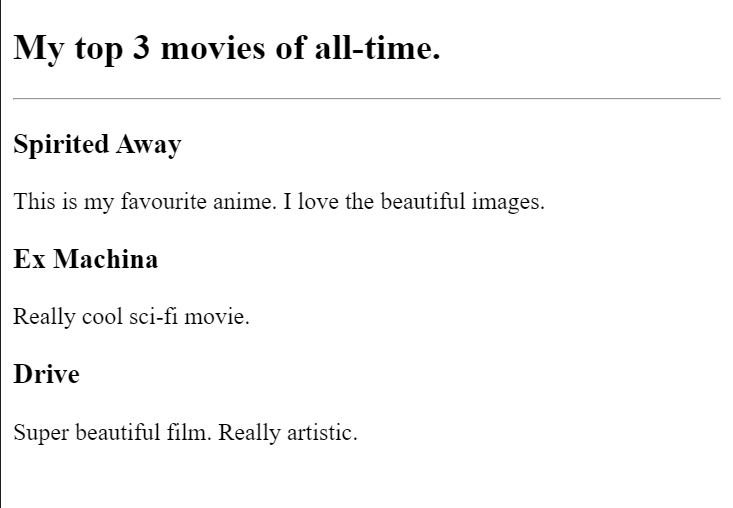 My top 3 movies of all-time.
Spirited Away
This is my favourite anime. I love the beautiful images.
Ex Machina
Really cool sci-fi movie.
Drive
Super beautiful film. Really artistic.